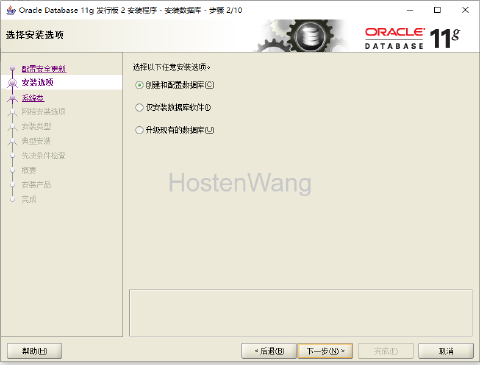 Oracle Database 11g 发行版 2 安装程序 - 安装数据库 - 步骤 2/10
选择安装选项
ORACLE
DATABASE 11g
配置安全更新
安装选项
系统类
网格安装选项
安装类型
典型安装
先决条件检查
概要
安装产品
完成
选择以下任意安装选项。
创建和配置数据库(C)
仅安装数据库软件(I)
升级现有的数据库(U)
HostenWang
帮助(H)
< 后退(B)
下一步(N) >
完成(F)
取消